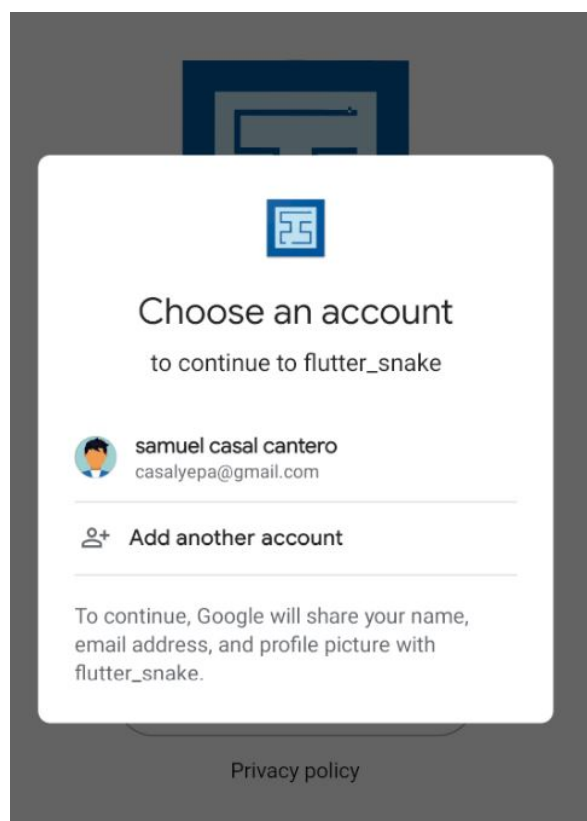 Choose an account
to continue to flutter_snake
samuel casal cantero
casalyepa@gmail.com
Add another account
To continue, Google will share your name,
email address, and profile picture with
flutter_snake.
Privacy policy